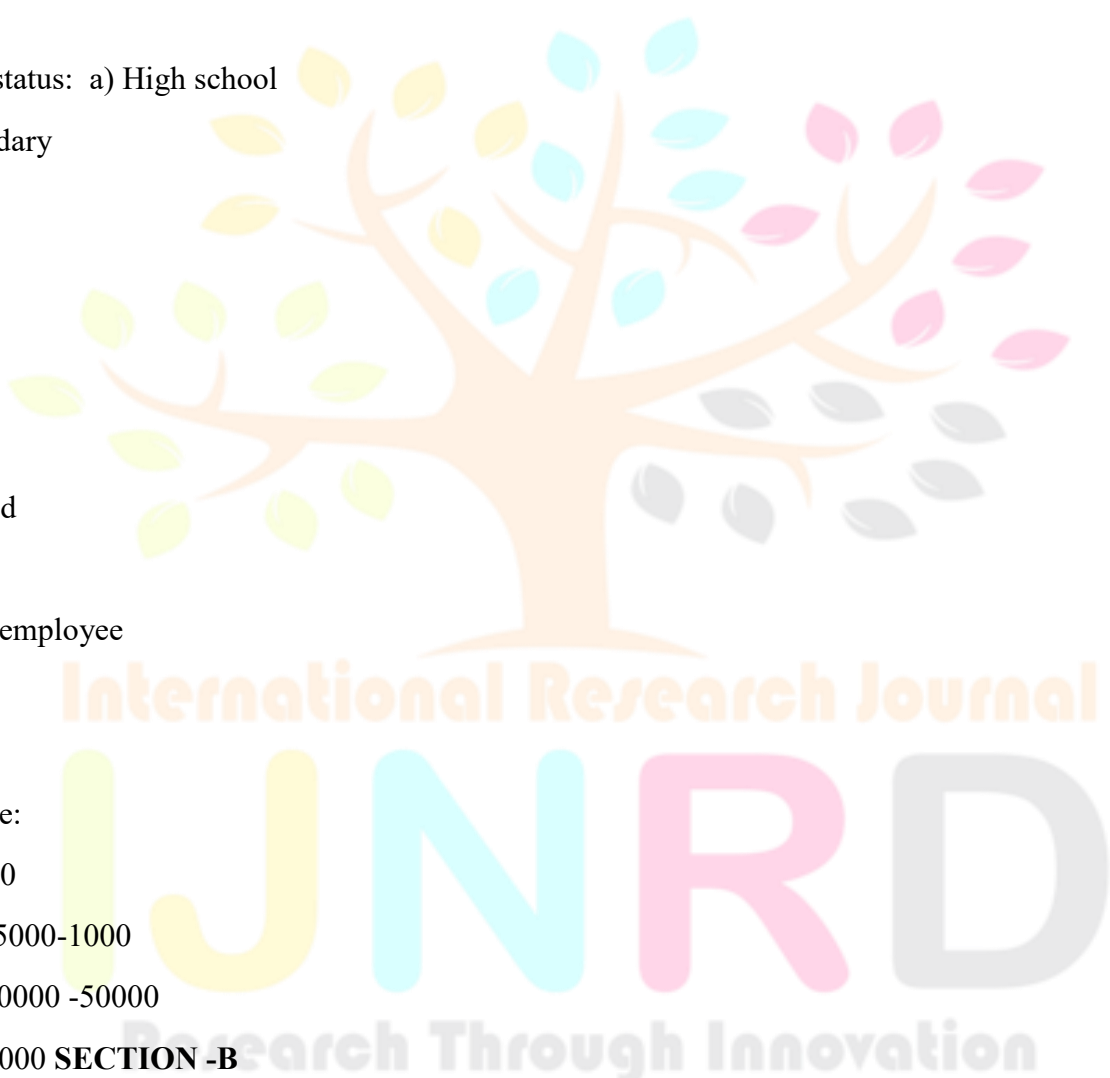 status: a) High school
dary
d
employee
International Research Journal
e:
0
5000-1000
0000 -50000
000 SECTION -B
IJNRD
Research Through Innovation